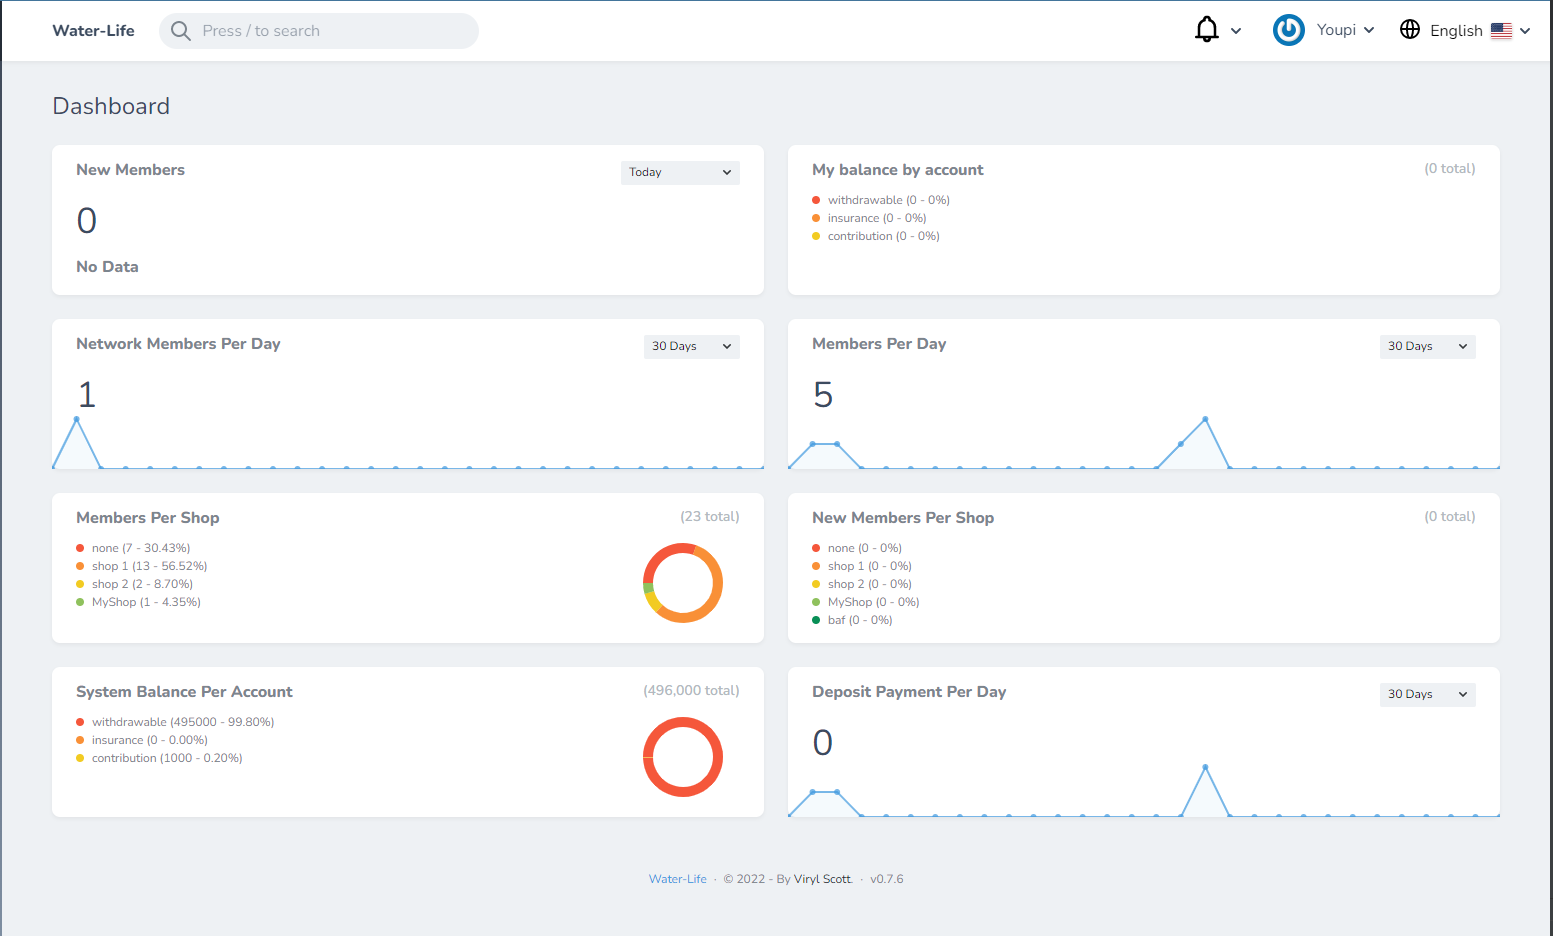 Water-Life
Press / to search
Youpi
English
Dashboard
New Members
Today
0
No Data
My balance by account
(0 total)
withdrawable (0 - 0%)
insurance (0 - 0%)
contribution (0 - 0%)
Network Members Per Day
30 Days
1
Members Per Day
30 Days
5
Members Per Shop
(23 total)
none (7 - 30.43%)
shop 1 (13 - 56.52%)
shop 2 (2 - 8.70%)
MyShop (1 - 4.35%)
New Members Per Shop
(0 total)
none (0 - 0%)
shop 1 (0 - 0%)
shop 2 (0 - 0%)
MyShop (0 - 0%)
baf (0 - 0%)
System Balance Per Account
(496,000 total)
withdrawable (495000 - 99.80%)
insurance (0 - 0.00%)
contribution (1000 - 0.20%)
Deposit Payment Per Day
30 Days
0
Water-Life · © 2022 - By Viryl Scott. · v0.7.6